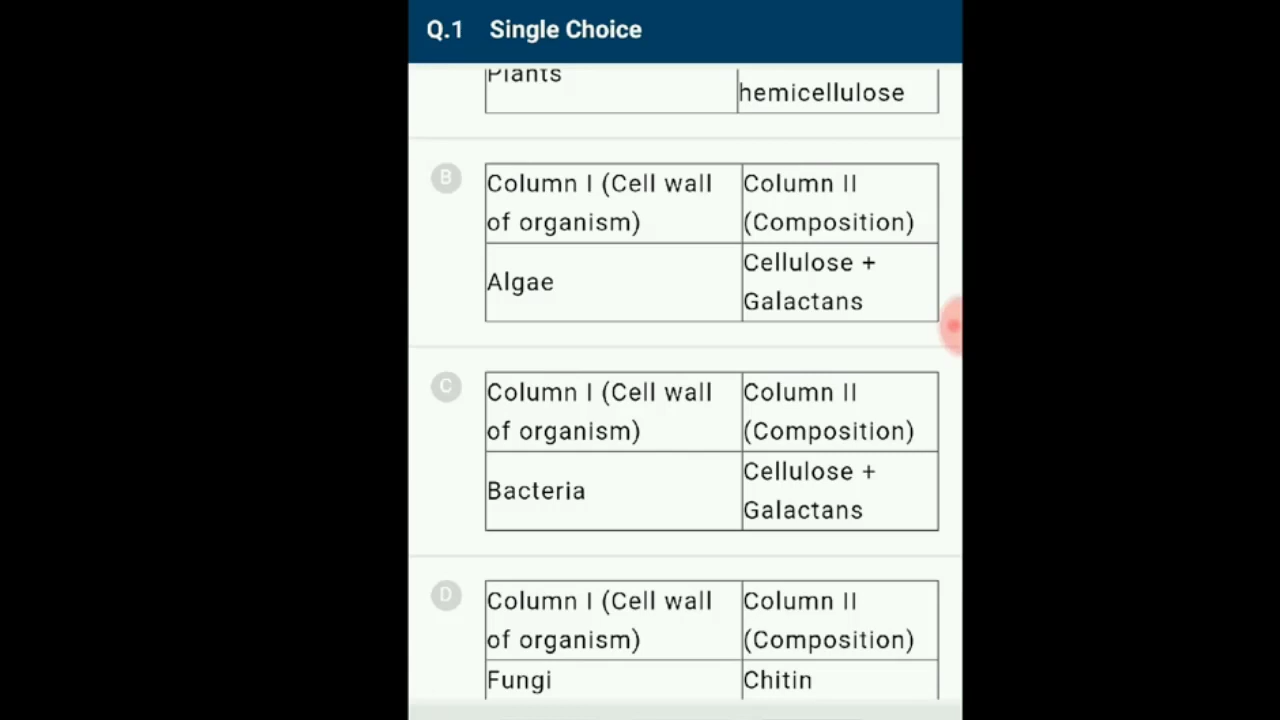 Q.1 Single Choice
Plants
hemicellulose
B
Column I (Cell wall of organism)
Column II (Composition)
Algae
Cellulose + Galactans
C
Column I (Cell wall of organism)
Column II (Composition)
Bacteria
Cellulose + Galactans
D
Column I (Cell wall of organism)
Column II (Composition)
Fungi
Chitin